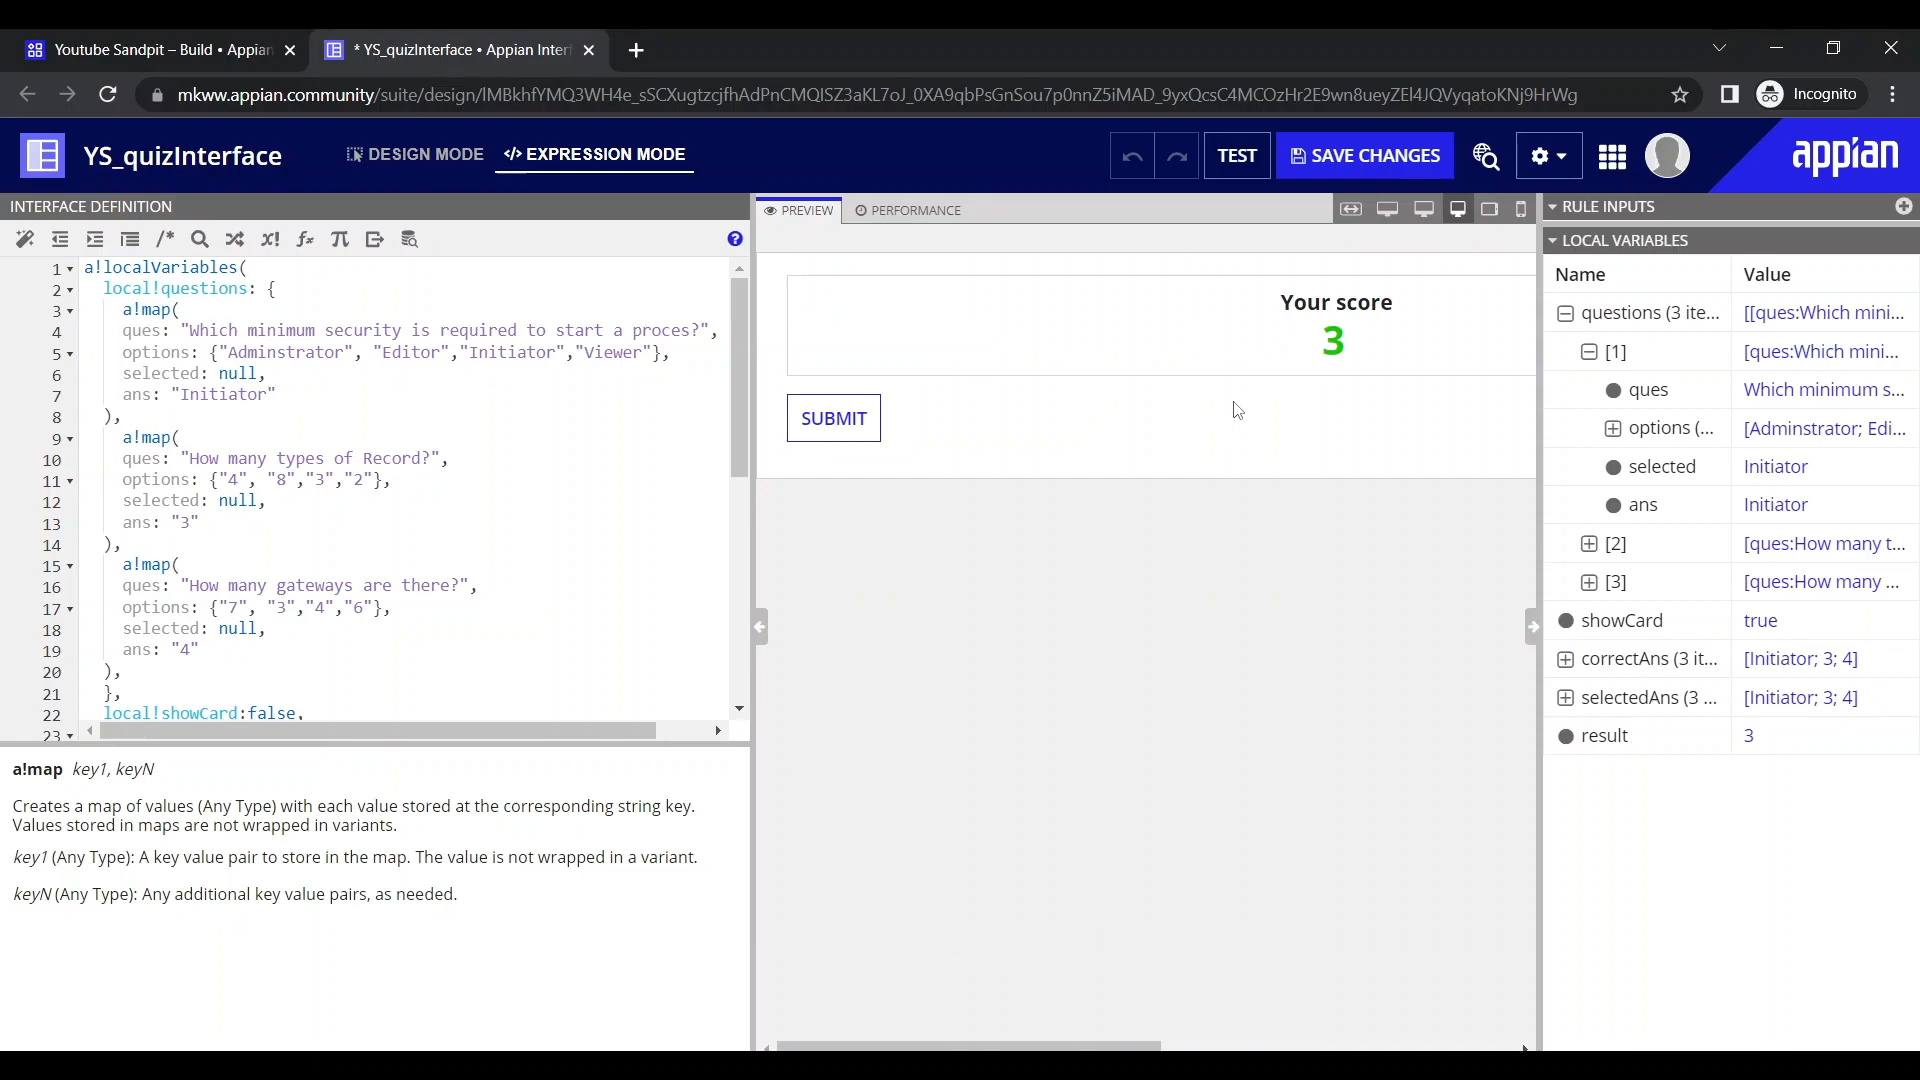 Youtube Sandpit – Build • Appian
* YS_quizInterface • Appian Inter
mkww.appian.community/suite/design/
Incognito
YS_quizInterface
DESIGN MODE
</> EXPRESSION MODE
TEST
SAVE CHANGES
appian
INTERFACE DEFINITION
PREVIEW
PERFORMANCE
RULE INPUTS
LOCAL VARIABLES
1 a!localVariables(
2 local!questions: {
3 a!map(
4 ques: "Which minimum security is required to start a proces?",
5 options: {"Adminstrator", "Editor","Initiator","Viewer"},
6 selected: null,
7 ans: "Initiator"
8 ),
9 a!map(
10 ques: "How many types of Record?",
11 options: {"4", "8","3","2"},
12 selected: null,
13 ans: "3"
14 ),
15 a!map(
16 ques: "How many gateways are there?",
17 options: {"7", "3","4","6"},
18 selected: null,
19 ans: "4"
20 ),
21 },
22 local!showCard:false,
23
a!map key1, keyN
Creates a map of values (Any Type) with each value stored at the corresponding string key.
Values stored in maps are not wrapped in variants.
key1 (Any Type): A key value pair to store in the map. The value is not wrapped in a variant.
keyN (Any Type): Any additional key value pairs, as needed.
Your score
3
SUBMIT
Name Value
questions (3 ite... [[ques:Which mini...
[1] [ques:Which mini...
ques Which minimum s...
options (... [Adminstrator; Edi...
selected Initiator
ans Initiator
[2] [ques:How many t...
[3] [ques:How many ...
showCard true
correctAns (3 it... [Initiator; 3; 4]
selectedAns (3 ... [Initiator; 3; 4]
result 3